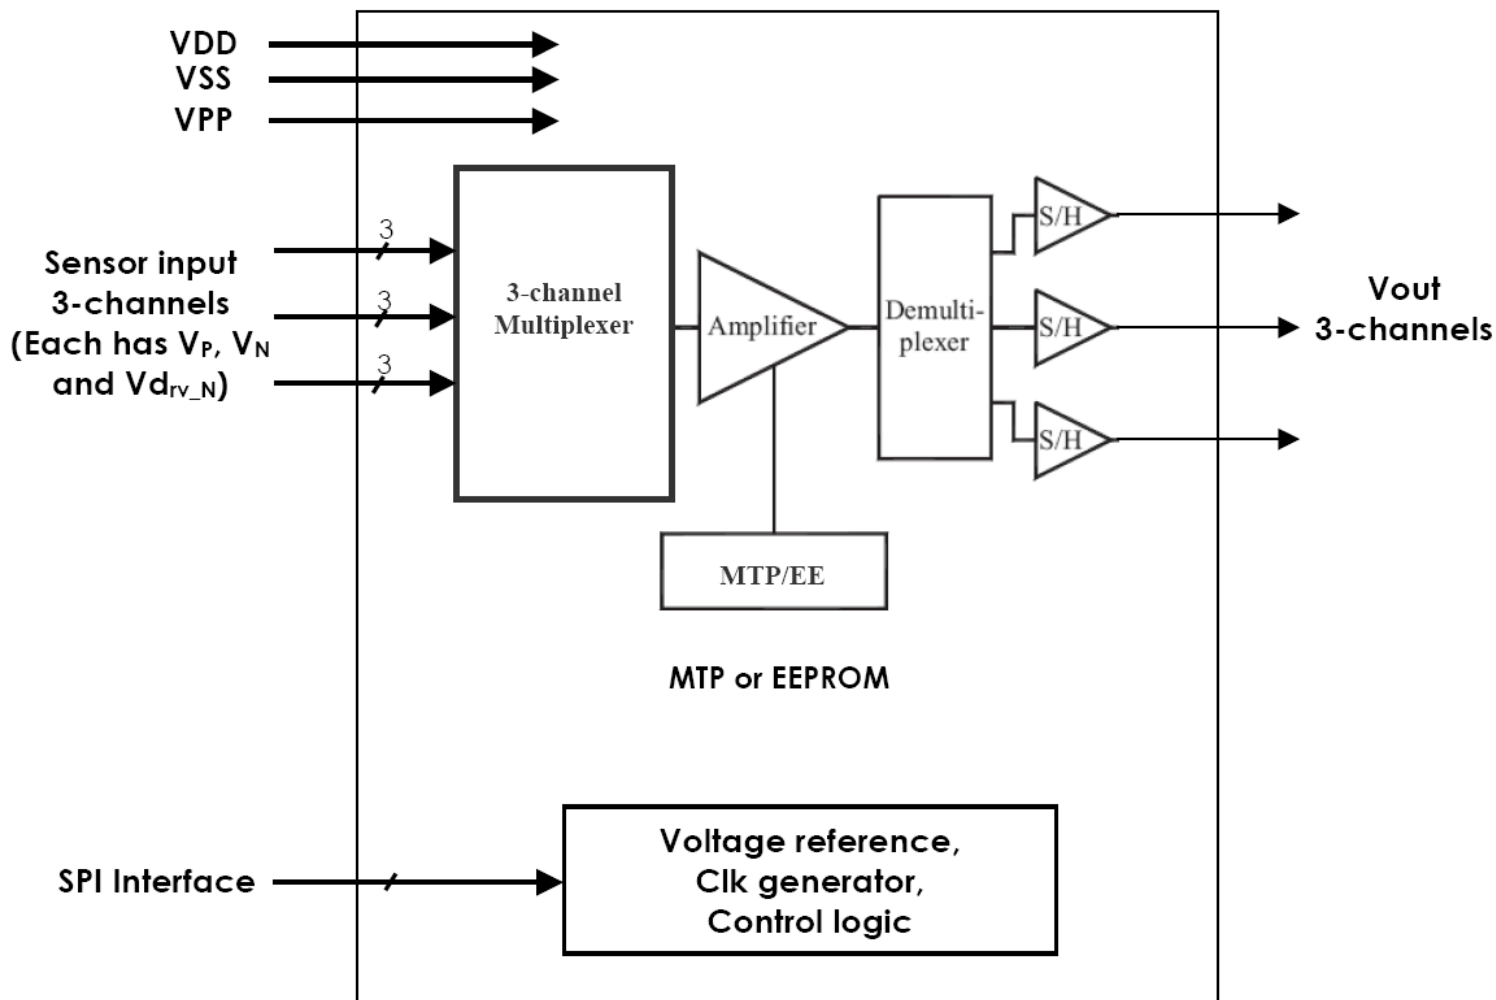 VDD
VSS
VPP
3
3
3
Sensor input
3-channels
(Each has VP, VN
and Vdrv_N)
3-channel
Multiplexer
Amplifier
Demulti-
plexer
S/H
S/H
S/H
Vout
3-channels
MTP/EE
MTP or EEPROM
SPI Interface
Voltage reference,
Clk generator,
Control logic